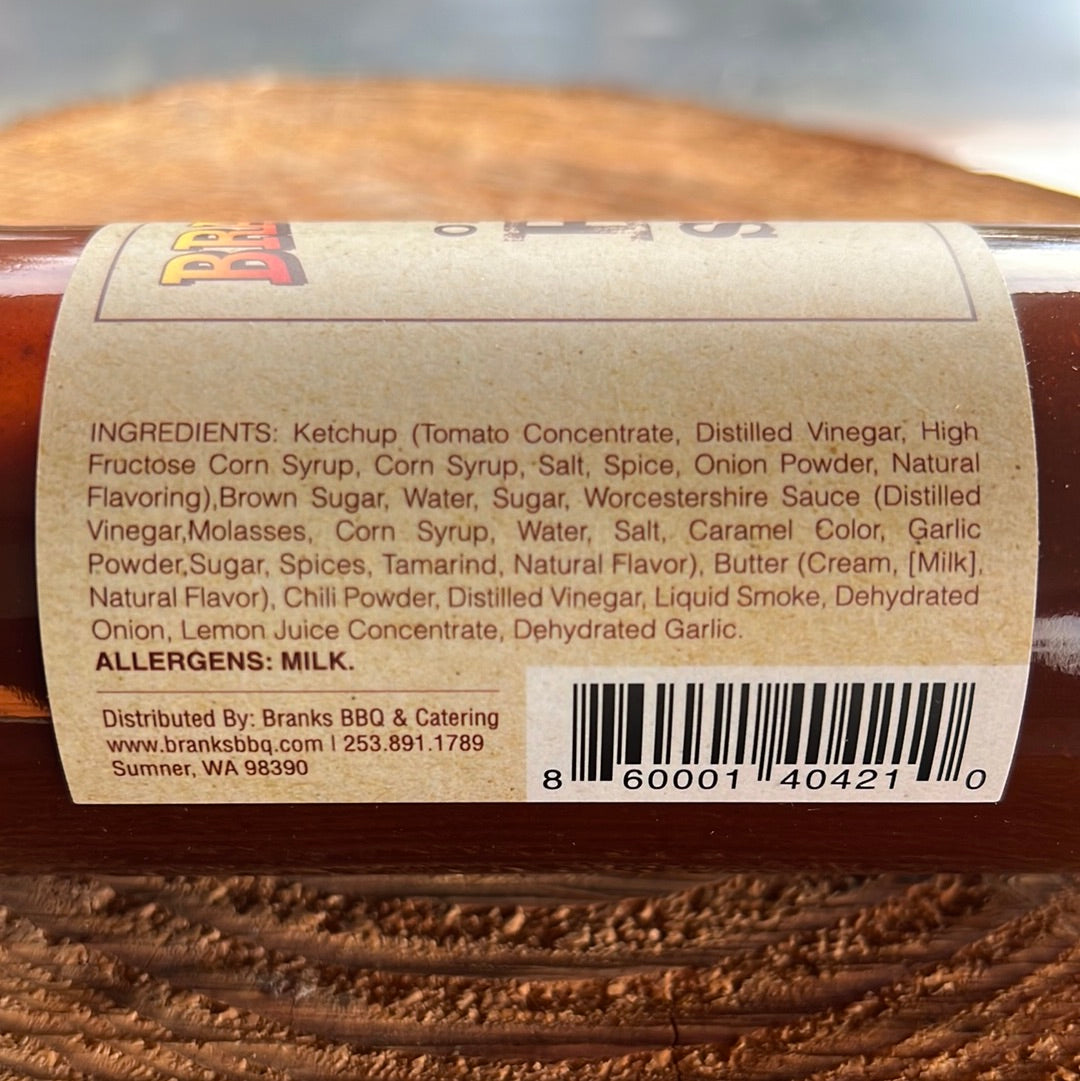 INGREDIENTS: Ketchup (Tomato Concentrate, Distilled Vinegar, High
Fructose Corn Syrup, Corn Syrup, Salt, Spice, Onion Powder, Natural
Flavoring),Brown Sugar, Water, Sugar, Worcestershire Sauce (Distilled
Vinegar,Molasses, Corn Syrup, Water, Salt, Caramel Color, Garlic
Powder,Sugar, Spices, Tamarind, Natural Flavor), Butter (Cream, [Milk],
Natural Flavor), Chili Powder, Distilled Vinegar, Liquid Smoke, Dehydrated
Onion, Lemon Juice Concentrate, Dehydrated Garlic.
ALLERGENS: MILK.
Distributed By: Branks BBQ & Catering
www.branksbbq.com | 253.891.1789
Sumner, WA 98390
8 60001 40421 0